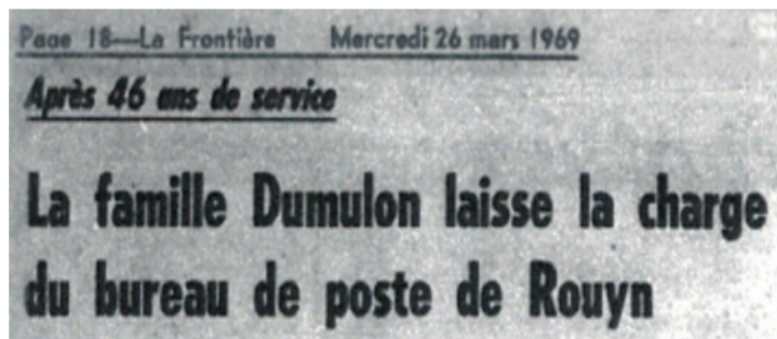 Page 18—La Frontière Mercredi 26 mars 1969
Après 46 ans de service
La famille Dumulon laisse la charge
du bureau de poste de Rouyn